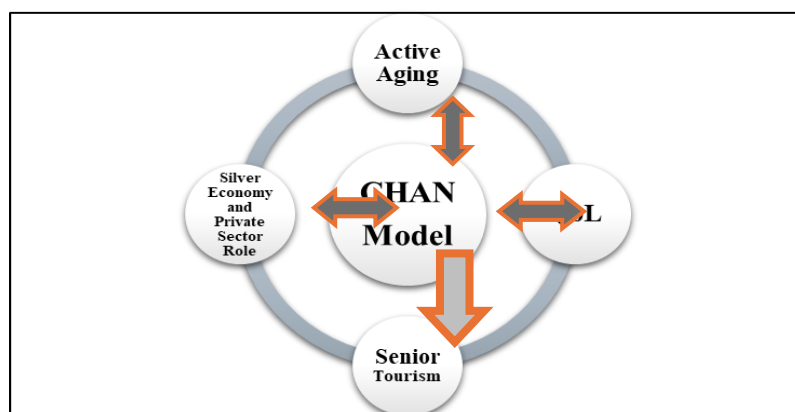 Active
Aging
CHAN
Model
Silver
Economy
and
Private
Sector
Role
Senior
Tourism